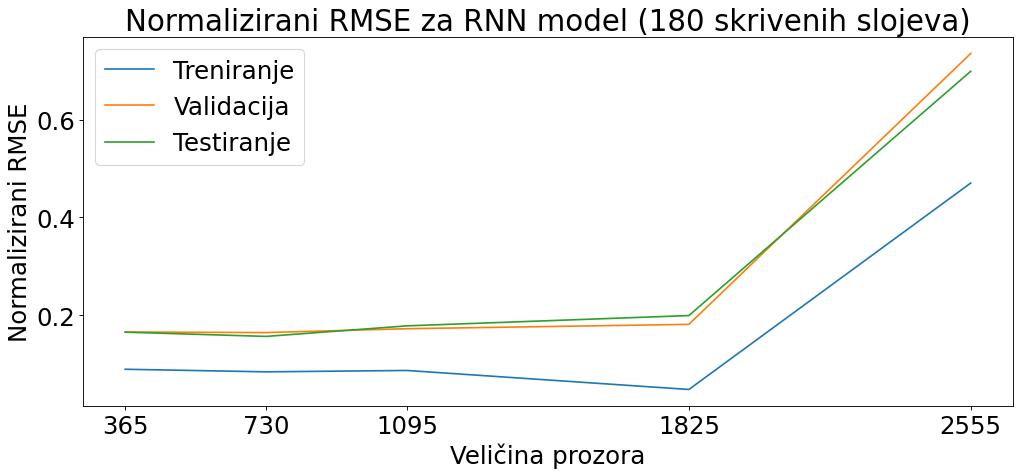 Normalizirani RMSE za RNN model (180 skrivenih slojeva)
Treniranje
Validacija
Testiranje
Normalizirani RMSE
0.6
0.4
0.2
365 730 1095 1825 2555
Veličina prozora